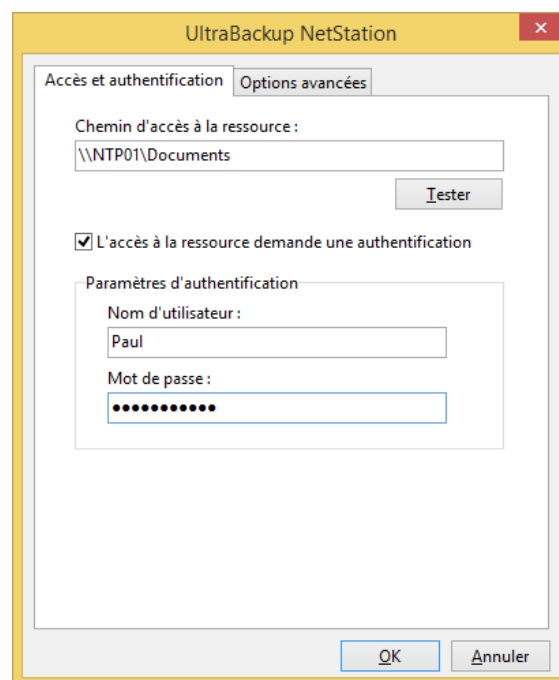 UltraBackup NetStation
Accès et authentification
Options avancées
Chemin d'accès à la ressource :
\\NTP01\Documents
Tester
L'accès à la ressource demande une authentification
Paramètres d'authentification
Nom d'utilisateur :
Paul
Mot de passe :
•••••••••••
OK
Annuler